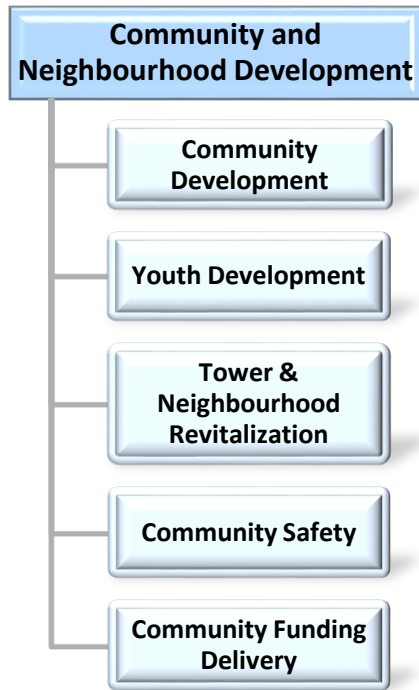 Community and
Neighbourhood Development
Community
Development
Youth Development
Tower &
Neighbourhood
Revitalization
Community Safety
Community Funding
Delivery